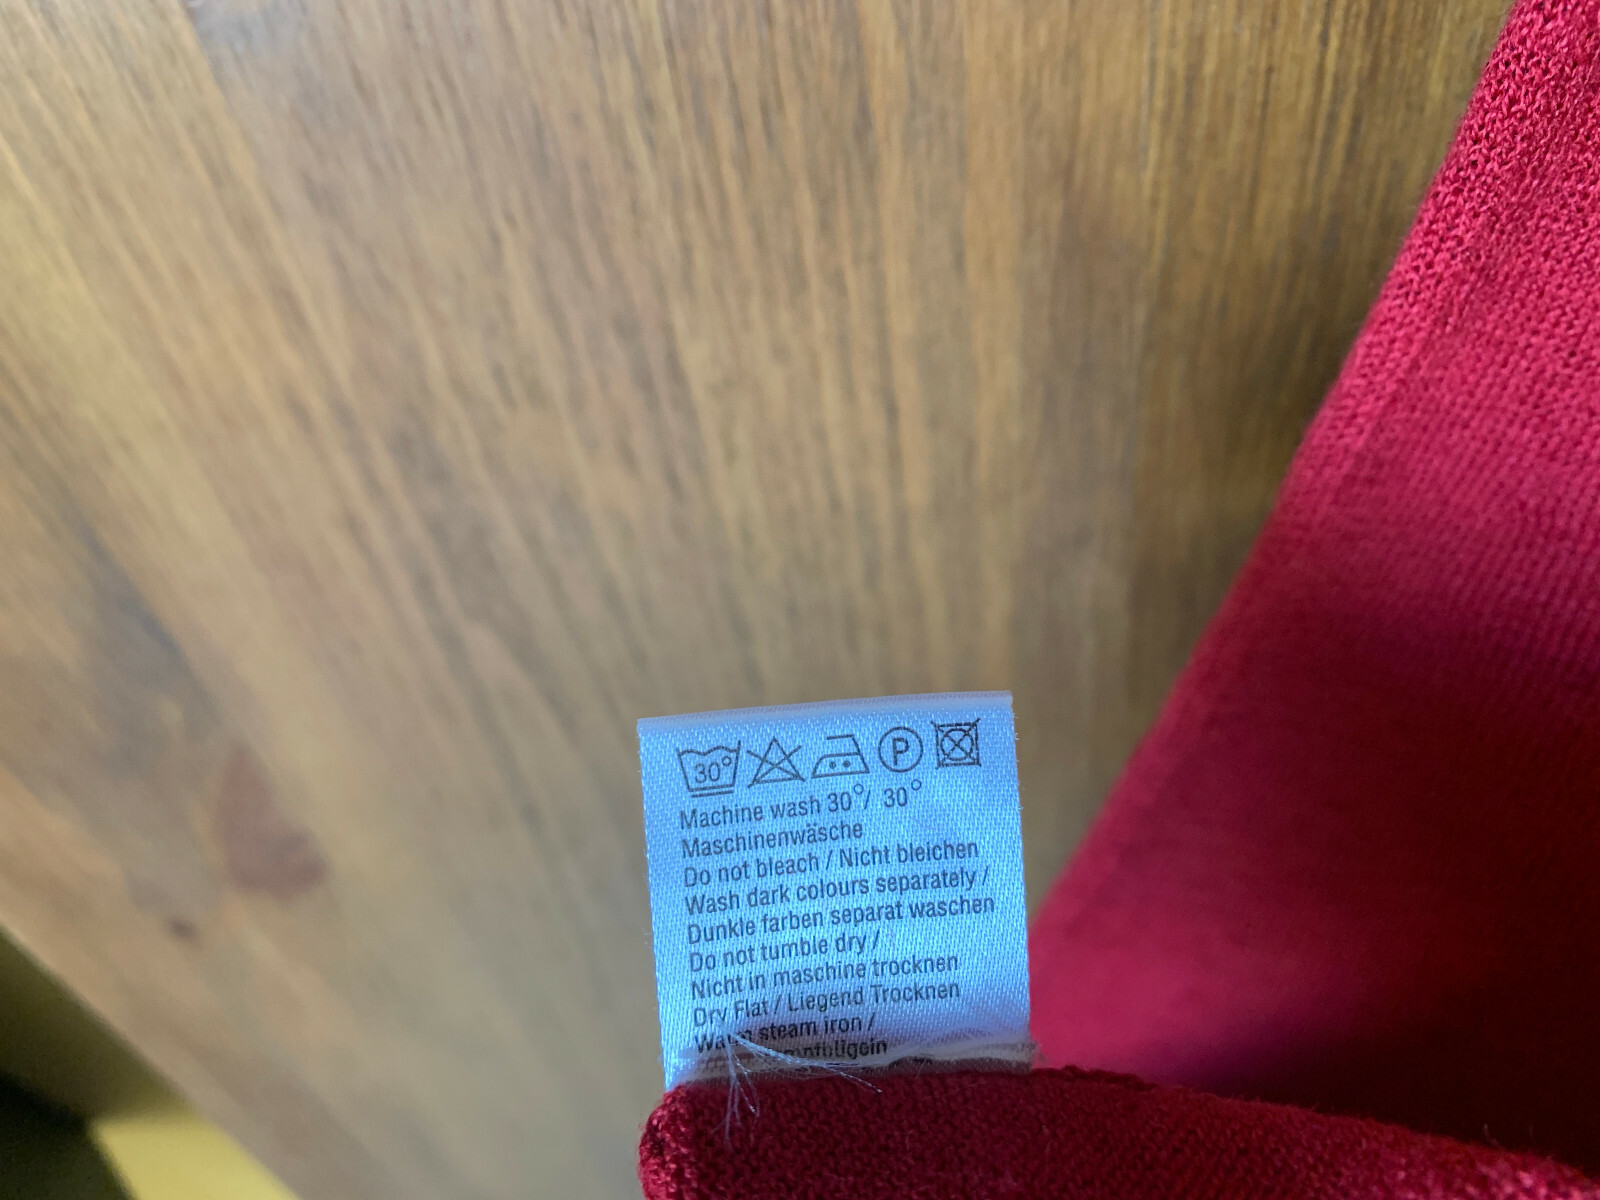 30°
P
Machine wash 30°/ 30°
Maschinenwäsche
Do not bleach / Nicht bleichen
Wash dark colours separately /
Dunkle farben separat waschen
Do not tumble dry /
Nicht in maschine trocknen
Dry Flat / Liegend Trocknen
Warm steam iron /